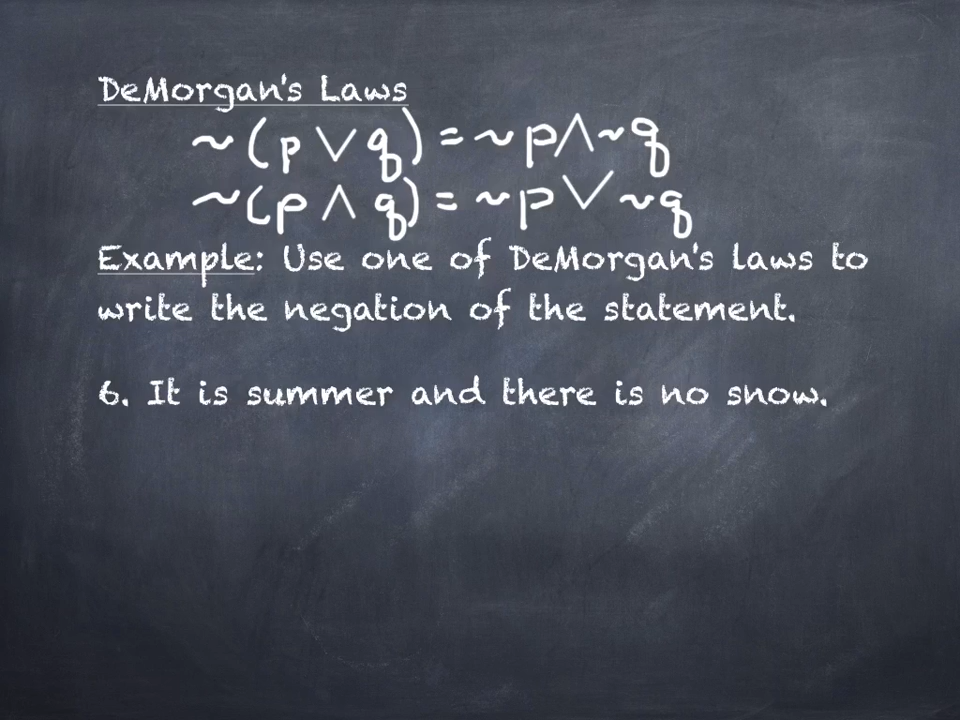 DeMorgan's Laws
~(p ∨ q) = ~p∧~q
~(p ∧ q) = ~p ∨ ~q
Example: Use one of DeMorgan's laws to
write the negation of the statement.
6. It is summer and there is no snow.